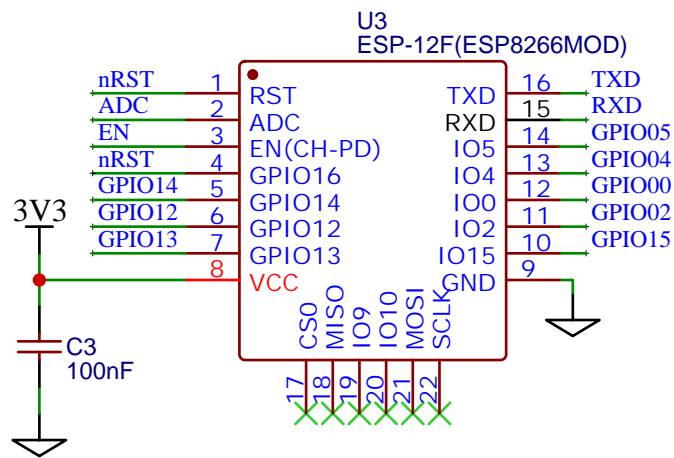 U3
ESP-12F(ESP8266MOD)
nRST 1 RST
ADC 2 ADC
EN 3 EN(CH-PD)
nRST 4 GPIO16
GPIO14 5 GPIO14
GPIO12 6 GPIO12
GPIO13 7 GPIO13
8 VCC
TXD 16 TXD
RXD 15 RXD
IO5 14 GPIO05
IO4 13 GPIO04
IO0 12 GPIO00
IO2 11 GPIO02
IO15 10 GPIO15
GND 9
CS0 17
MISO 18
IO9 19
IO10 20
MOSI 21
SCLK 22
3V3
C3
100nF